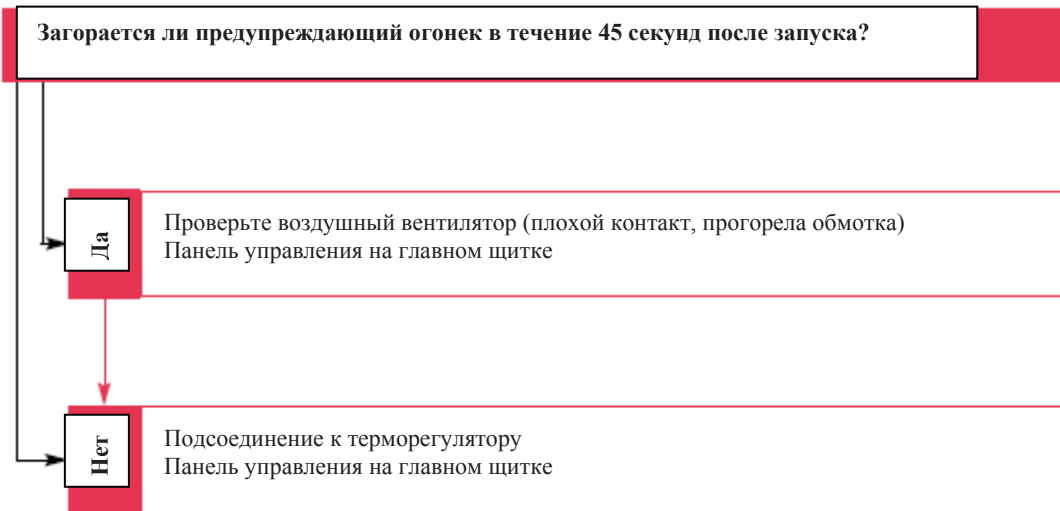 Загорается ли предупреждающий огонек в течение 45 секунд после запуска?
Да
Проверьте воздушный вентилятор (плохой контакт, прогорела обмотка)
Панель управления на главном щитке
Нет
Подсоединение к терморегулятору
Панель управления на главном щитке